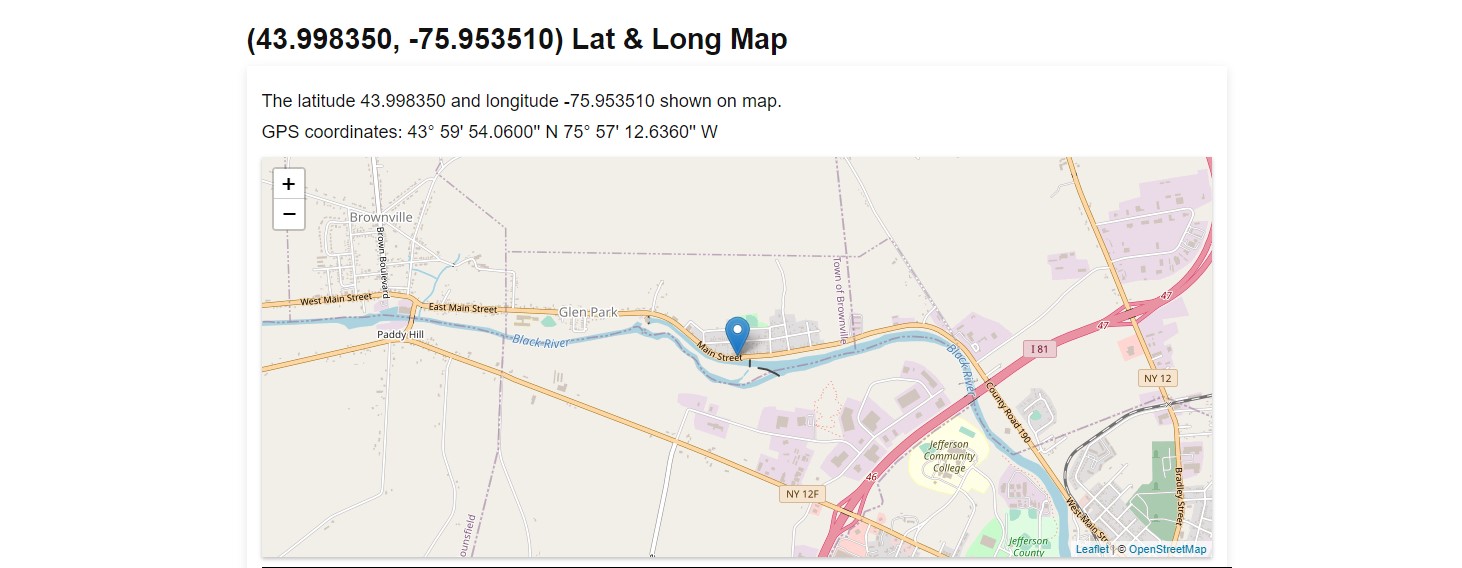 (43.998350, -75.953510) Lat & Long Map
The latitude 43.998350 and longitude -75.953510 shown on map.
GPS coordinates: 43° 59' 54.0600'' N 75° 57' 12.6360'' W
+
−
Brownville
Brown Boulevard
West Main Street
East Main Street
Glen Park
Paddy Hill
Black River
Main Street
Town of Brownville
Black River
47
47
I 81
NY 12
County Road 190
Jefferson
Community
College
46
NY 12F
Bradley Street
West Main St
Jefferson
County
ounsfield
Leaflet | © OpenStreetMap